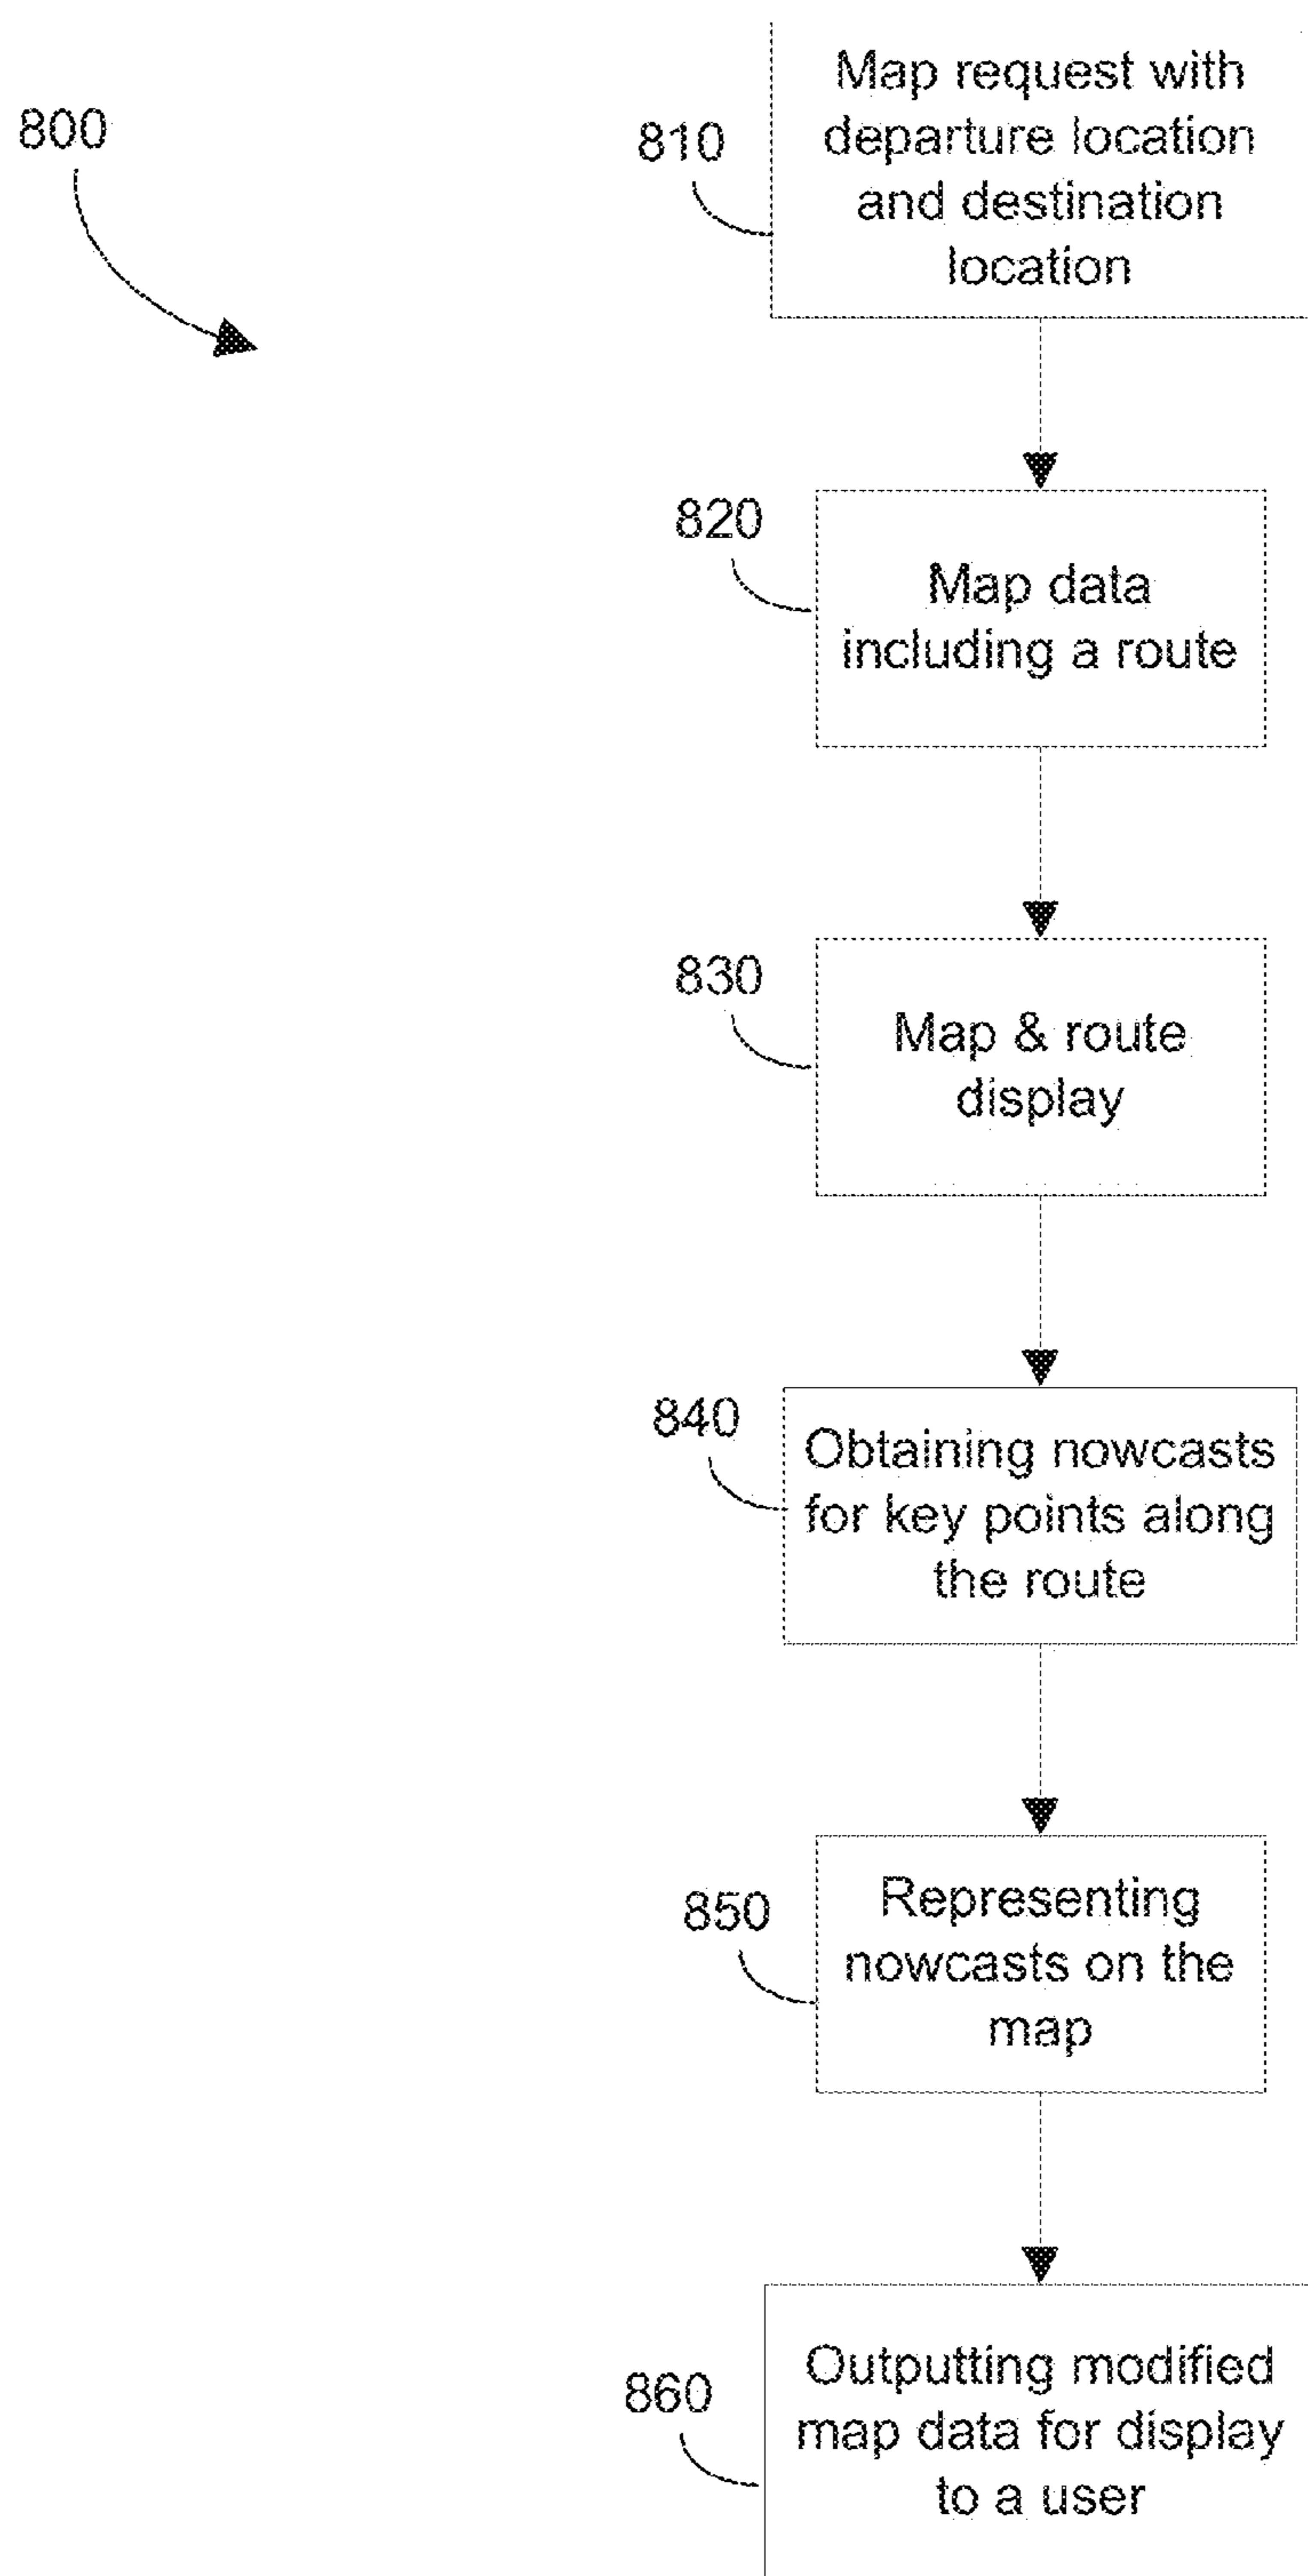 800
810
Map request with
departure location
and destination
location
820
Map data
including a route
830
Map & route
display
840
Obtaining nowcasts
for key points along
the route
850
Representing
nowcasts on the
map
860
Outputting modified
map data for display
to a user